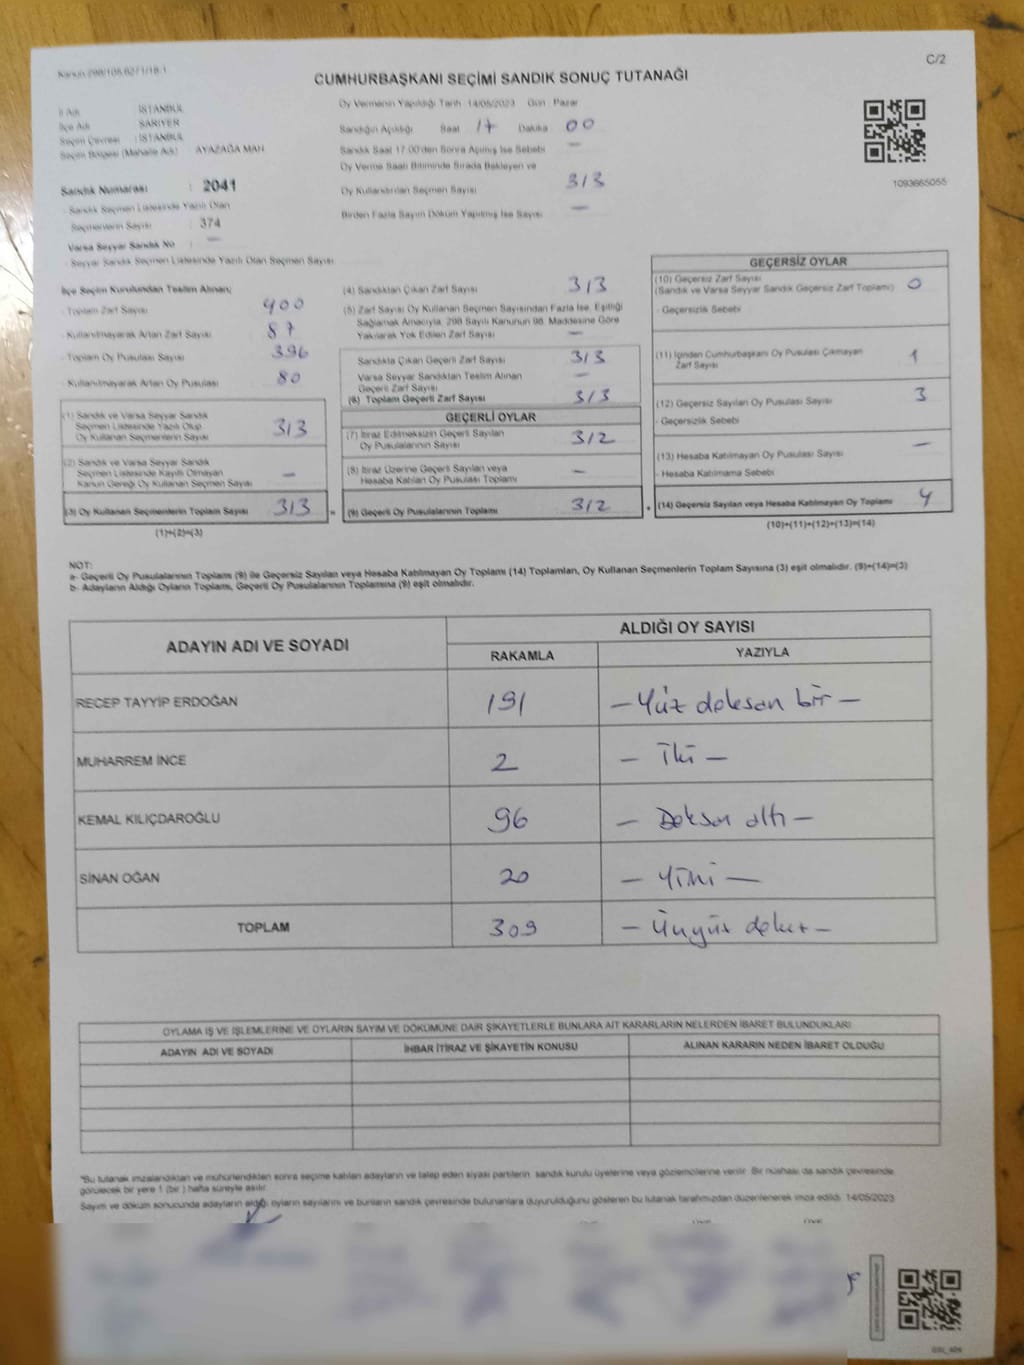 Kanun:298/105,6271/18-1
C/2
CUMHURBAŞKANI SEÇİMİ SANDIK SONUÇ TUTANAĞI
İl Adı : İSTANBUL
İlçe Adı : SARIYER
Seçim Çevresi : İSTANBUL
Seçim Bölgesi (Mahalle Adı) : AYAZAĞA MAH
Sandık Numarası : 2041
- Sandık Seçmen Listesinde Yazılı Olan
Seçmenlerin Sayısı : 374
Varsa Seyyar Sandık No : —
- Seyyar Sandık Seçmen Listesinde Yazılı Olan Seçmen Sayısı
Oy Vermenin Yapıldığı Tarih 14/05/2023 Gün : Pazar
Sandığın Açıldığı Saat 17 Dakika 00
Sandık Saat 17.00'den Sonra Açılmış İse Sebebi —
Oy Verme Saati Bitiminde Sırada Bekleyen ve
Oy Kullandırılan Seçmen Sayısı 313
Birden Fazla Sayım Döküm Yapılmış İse Sayısı —
1093665055
İlçe Seçim Kurulundan Teslim Alınan;
- Toplam Zarf Sayısı 400
- Kullanılmayarak Artan Zarf Sayısı 87
- Toplam Oy Pusulası Sayısı 396
- Kullanılmayarak Artan Oy Pusulası 80
(1) Sandık ve Varsa Seyyar Sandık
Seçmen Listesinde Yazılı Olup
Oy Kullanan Seçmenlerin Sayısı 313
(2) Sandık ve Varsa Seyyar Sandık
Seçmen Listesinde Kayıtlı Olmayan
Kanun Gereği Oy Kullanan Seçmen Sayısı —
(3) Oy Kullanan Seçmenlerin Toplam Sayısı 313 =
(1)+(2)=(3)
(4) Sandıktan Çıkan Zarf Sayısı 313
(5) Zarf Sayısı Oy Kullanan Seçmen Sayısından Fazla İse, Eşitliği
Sağlamak Amacıyla, 298 Sayılı Kanunun 98. Maddesine Göre
Yakılarak Yok Edilen Zarf Sayısı —
Sandıkta Çıkan Geçerli Zarf Sayısı 313
Varsa Seyyar Sandıktan Teslim Alınan
Geçerli Zarf Sayısı —
(6) Toplam Geçerli Zarf Sayısı 313
GEÇERLİ OYLAR
(7) İtiraz Edilmeksizin Geçerli Sayılan
Oy Pusulalarının Sayısı 312
(8) İtiraz Üzerine Geçerli Sayılan veya
Hesaba Katılan Oy Pusulası Toplamı —
(9) Geçerli Oy Pusulalarının Toplamı 312 +
GEÇERSİZ OYLAR
(10) Geçersiz Zarf Sayısı
(Sandık ve Varsa Seyyar Sandık Geçersiz Zarf Toplamı) 0
- Geçersizlik Sebebi
(11) İçinden Cumhurbaşkanı Oy Pusulası Çıkmayan
Zarf Sayısı 1
(12) Geçersiz Sayılan Oy Pusulası Sayısı 3
- Geçersizlik Sebebi
(13) Hesaba Katılmayan Oy Pusulası Sayısı —
- Hesaba Katılmama Sebebi
(14) Geçersiz Sayılan veya Hesaba Katılmayan Oy Toplamı 4
(10)+(11)+(12)+(13)=(14)
NOT:
a- Geçerli Oy Pusulalarının Toplamı (9) ile Geçersiz Sayılan veya Hesaba Katılmayan Oy Toplamı (14) Toplamları, Oy Kullanan Seçmenlerin Toplam Sayısına (3) eşit olmalıdır. (9)+(14)=(3)
b- Adayların Aldığı Oyların Toplamı, Geçerli Oy Pusulalarının Toplamına (9) eşit olmalıdır.
ADAYIN ADI VE SOYADI ALDIĞI OY SAYISI
RAKAMLA YAZIYLA
RECEP TAYYİP ERDOĞAN 191 — Yüz doksan bir —
MUHARREM İNCE 2 — İki —
KEMAL KILIÇDAROĞLU 96 — Doksan altı —
SİNAN OĞAN 20 — Yirmi —
TOPLAM 309 — Üçyüz dokuz —
OYLAMA İŞ VE İŞLEMLERİNE VE OYLARIN SAYIM VE DÖKÜMÜNE DAİR ŞİKAYETLERLE BUNLARA AİT KARARLARIN NELERDEN İBARET BULUNDUKLARI
ADAYIN ADI VE SOYADI İHBAR İTİRAZ VE ŞİKAYETİN KONUSU ALINAN KARARIN NEDEN İBARET OLDUĞU
*Bu tutanak imzalandıktan ve mühürlendikten sonra seçime katılan adayların ve talep eden siyasi partilerin sandık kurulu üyelerine veya gözlemcilerine verilir. Bir nüshası da sandık çevresinde
görülecek bir yere 1 (bir) hafta süreyle asılır.
Sayım ve döküm sonucunda adayların aldığı oyların sayılarını ve bunların sandık çevresinde bulunanlara duyurulduğunu gösteren bu tutanak tarafımızdan düzenlenerek imza edildi. 14/05/2023